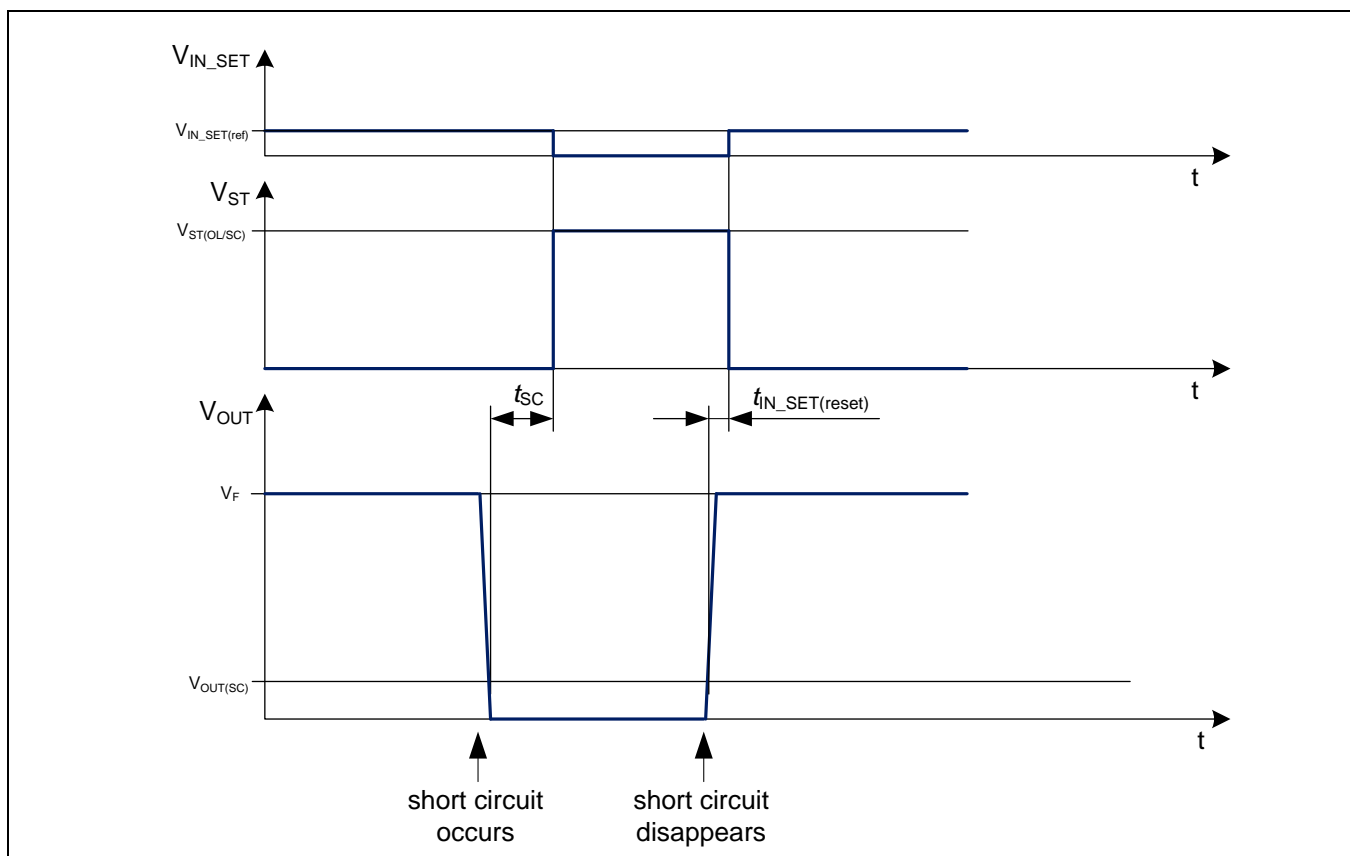 V_IN_SET
V_IN_SET(ref)
t
V_ST
V_ST(OL/SC)
t
t_SC
t_IN_SET(reset)
V_OUT
V_F
V_OUT(SC)
t
short circuit
occurs
short circuit
disappears